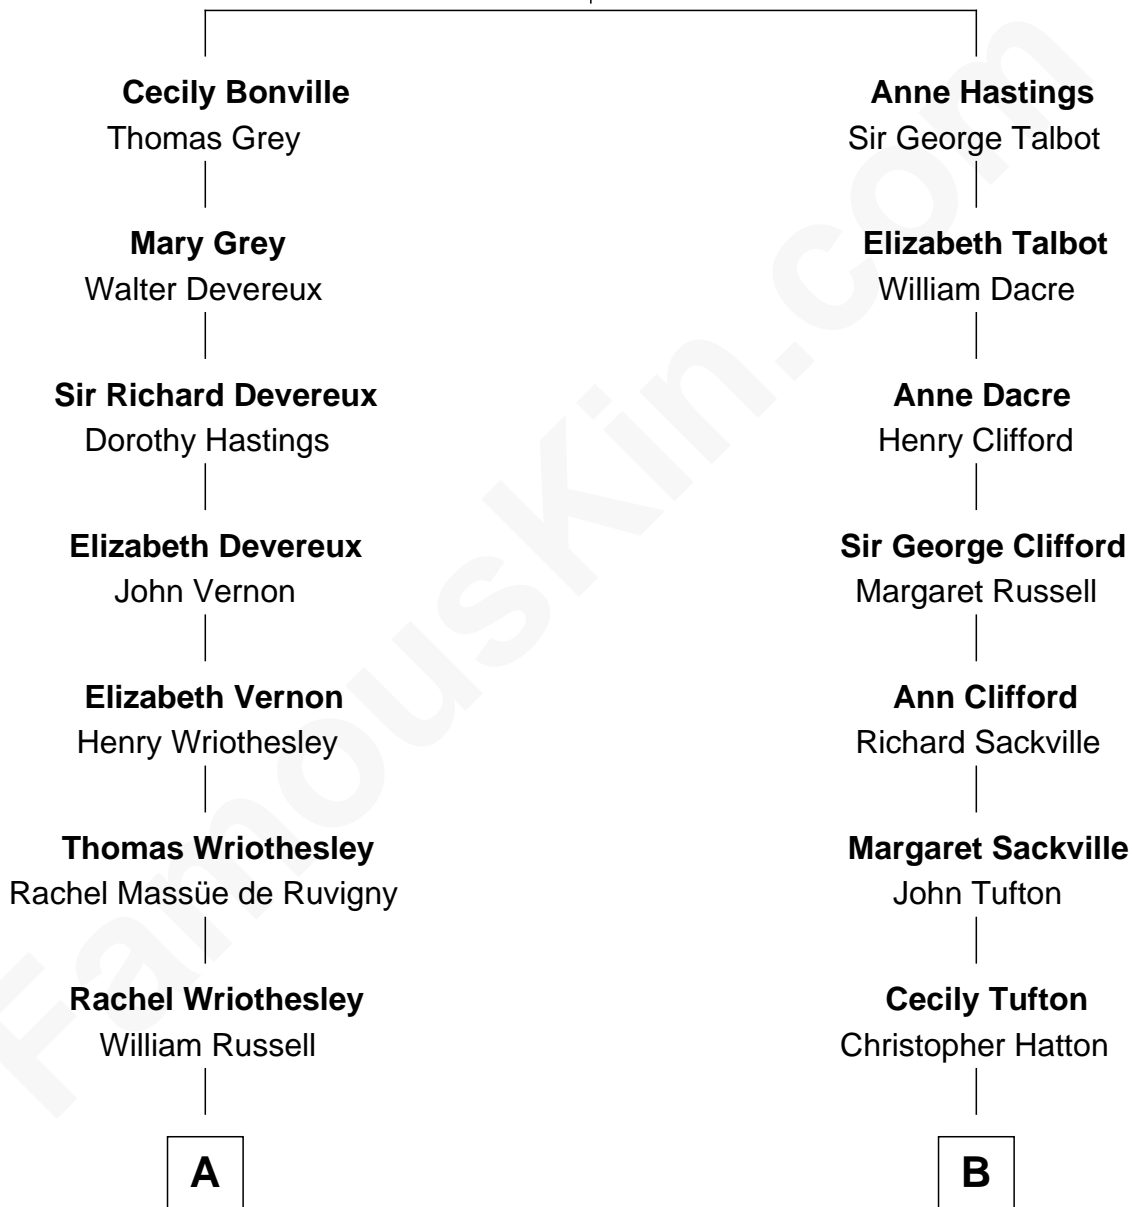 Cecily Bonville
Thomas Grey
Mary Grey
Walter Devereux
Sir Richard Devereux
Dorothy Hastings
Elizabeth Devereux
John Vernon
Elizabeth Vernon
Henry Wriothesley
Thomas Wriothesley
Rachel Massüe de Ruvigny
Rachel Wriothesley
William Russell
A
Anne Hastings
Sir George Talbot
Elizabeth Talbot
William Dacre
Anne Dacre
Henry Clifford
Sir George Clifford
Margaret Russell
Ann Clifford
Richard Sackville
Margaret Sackville
John Tufton
Cecily Tufton
Christopher Hatton
B
FamousKin.com